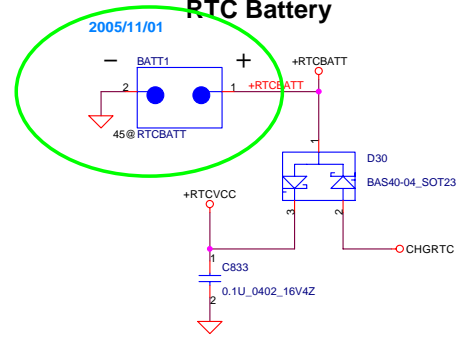 RTC Battery
2005/11/01
- BATT1 +
+RTCBATT
2 1 +RTCBATT
45@RTCBATT
1
D30
BAS40-04_SOT23
+RTCVCC
3 2
CHGRTC
1
C833
0.1U_0402_16V4Z
2